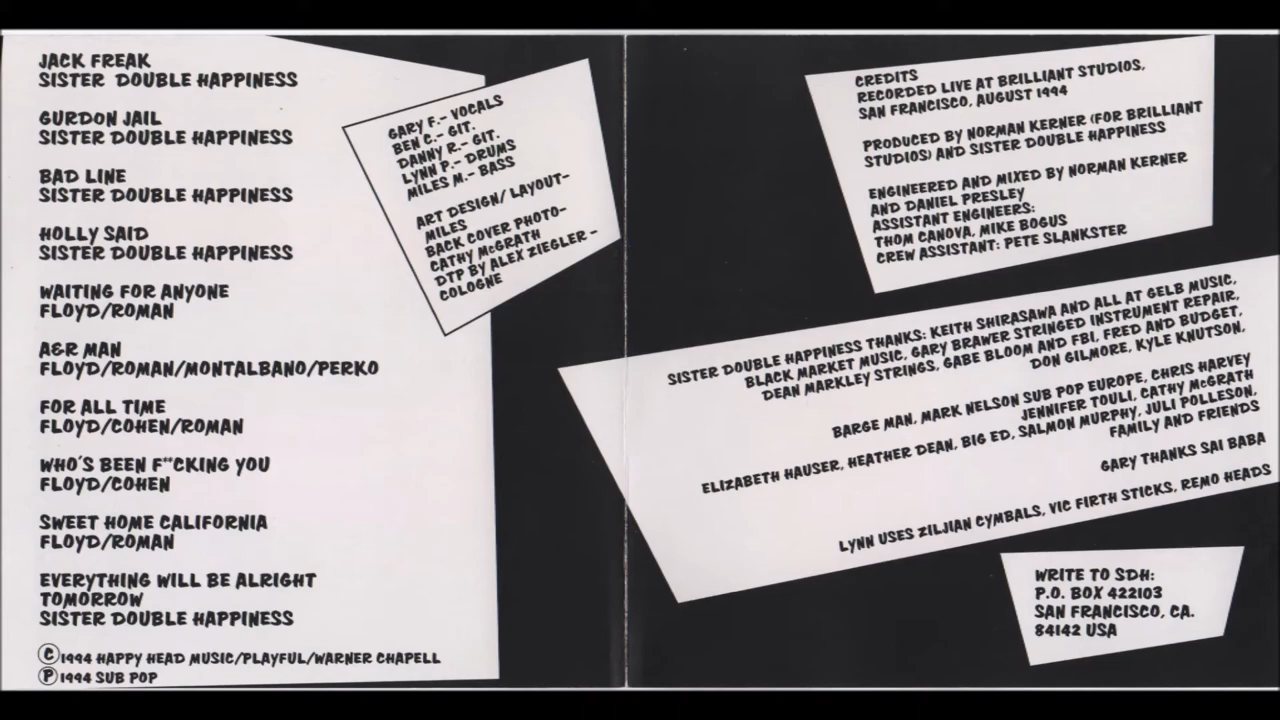 JACK FREAK
SISTER DOUBLE HAPPINESS
GURDON JAIL
SISTER DOUBLE HAPPINESS
BAD LINE
SISTER DOUBLE HAPPINESS
HOLLY SAID
SISTER DOUBLE HAPPINESS
WAITING FOR ANYONE
FLOYD/ROMAN
A&R MAN
FLOYD/ROMAN/MONTALBANO/PERKO
FOR ALL TIME
FLOYD/COHEN/ROMAN
WHO'S BEEN F**CKING YOU
FLOYD/COHEN
SWEET HOME CALIFORNIA
FLOYD/ROMAN
EVERYTHING WILL BE ALRIGHT
TOMORROW
SISTER DOUBLE HAPPINESS
©1994 HAPPY HEAD MUSIC/PLAYFUL/WARNER CHAPELL
℗1994 SUB POP
GARY F.- VOCALS
BEN C.- GIT.
DANNY R.- GIT.
LYNN P.- DRUMS
MILES M.- BASS
ART DESIGN/ LAYOUT-
MILES
BACK COVER PHOTO-
CATHY McGRATH
DTP BY ALEX ZIEGLER -
COLOGNE
CREDITS
RECORDED LIVE AT BRILLIANT STUDIOS,
SAN FRANCISCO, AUGUST 1994
PRODUCED BY NORMAN KERNER (FOR BRILLIANT
STUDIOS) AND SISTER DOUBLE HAPPINESS
ENGINEERED AND MIXED BY NORMAN KERNER
AND DANIEL PRESLEY
ASSISTANT ENGINEERS:
THOM CANOVA, MIKE BOGUS
CREW ASSISTANT: PETE SLANKSTER
SISTER DOUBLE HAPPINESS THANKS: KEITH SHIRASAWA AND ALL AT GELB MUSIC,
BLACK MARKET MUSIC, GARY BRAWER STRINGED INSTRUMENT REPAIR,
DEAN MARKLEY STRINGS, GABE BLOOM AND FBI, FRED AND BUDGET,
DON GILMORE, KYLE KNUTSON,
BARGE MAN, MARK NELSON SUB POP EUROPE, CHRIS HARVEY
JENNIFER TOULI, CATHY McGRATH
ELIZABETH HAUSER, HEATHER DEAN, BIG ED, SALMON MURPHY, JULI POLLESON,
FAMILY AND FRIENDS
GARY THANKS SAI BABA
LYNN USES ZILJIAN CYMBALS, VIC FIRTH STICKS, REMO HEADS
WRITE TO SDH:
P.O. BOX 422103
SAN FRANCISCO, CA.
84142 USA